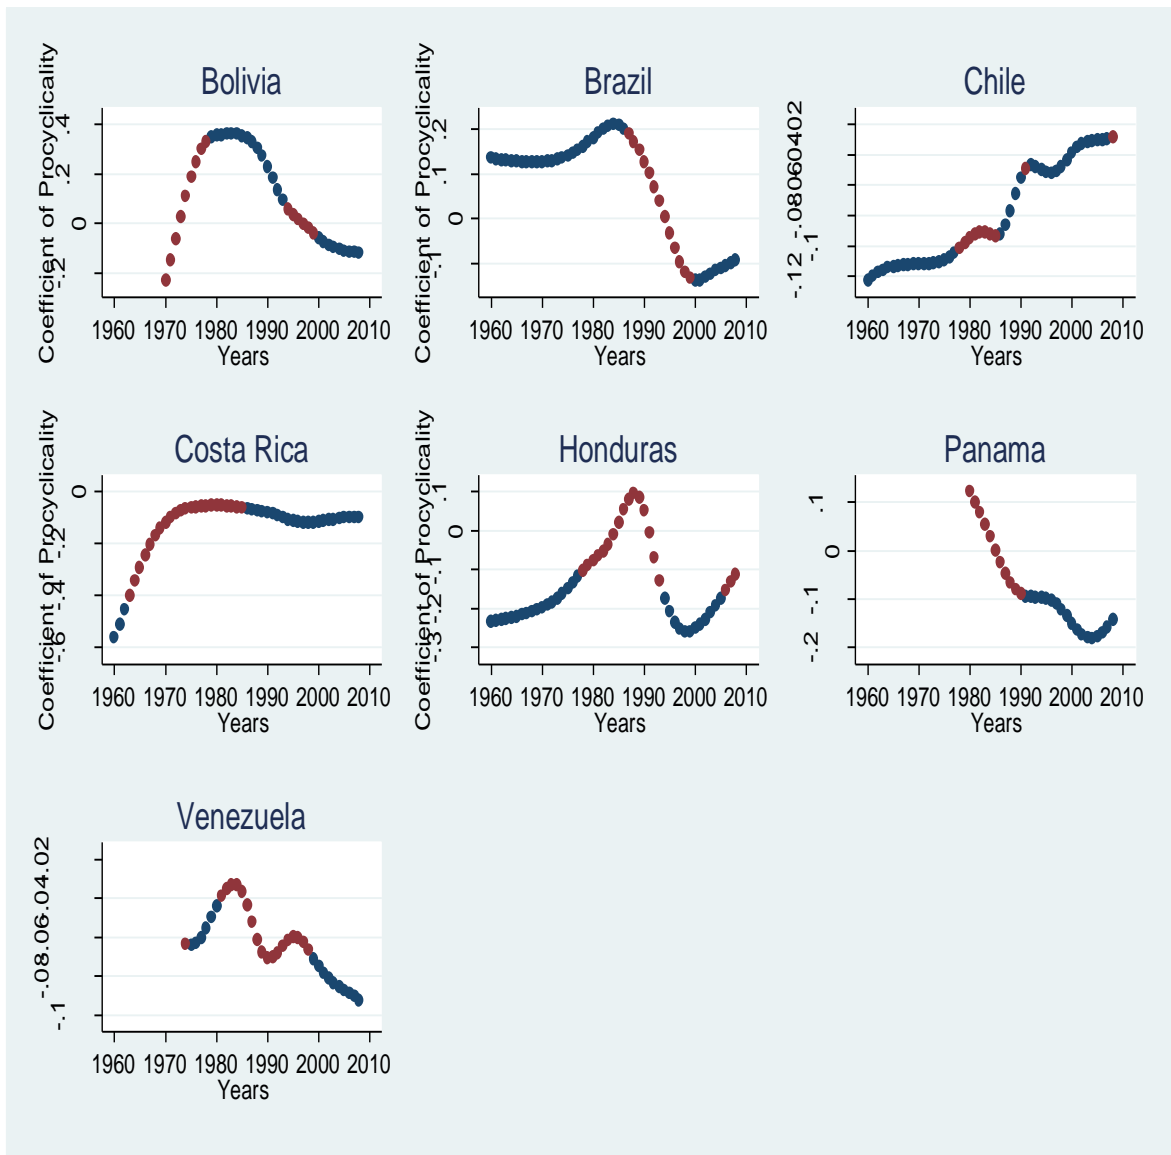 Bolivia
Coefficient of Procyclicality
-.2 0 .2 .4
1960 1970 1980 1990 2000 2010
Years
Brazil
Coefficient of Procyclicality
-.1 0 .1 .2
1960 1970 1980 1990 2000 2010
Years
Chile
-.12 -.1 -.08 06 04 02
1960 1970 1980 1990 2000 2010
Years
Costa Rica
Coefficient of Procyclicality
-.6 -.4 -.2 0
1960 1970 1980 1990 2000 2010
Years
Honduras
Coefficient of Procyclicality
-.3 -.2 -.1 0 .1
1960 1970 1980 1990 2000 2010
Years
Panama
-.2 -.1 0 .1
1960 1970 1980 1990 2000 2010
Years
Venezuela
-.1 -.08 .06 .04 .02
1960 1970 1980 1990 2000 2010
Years